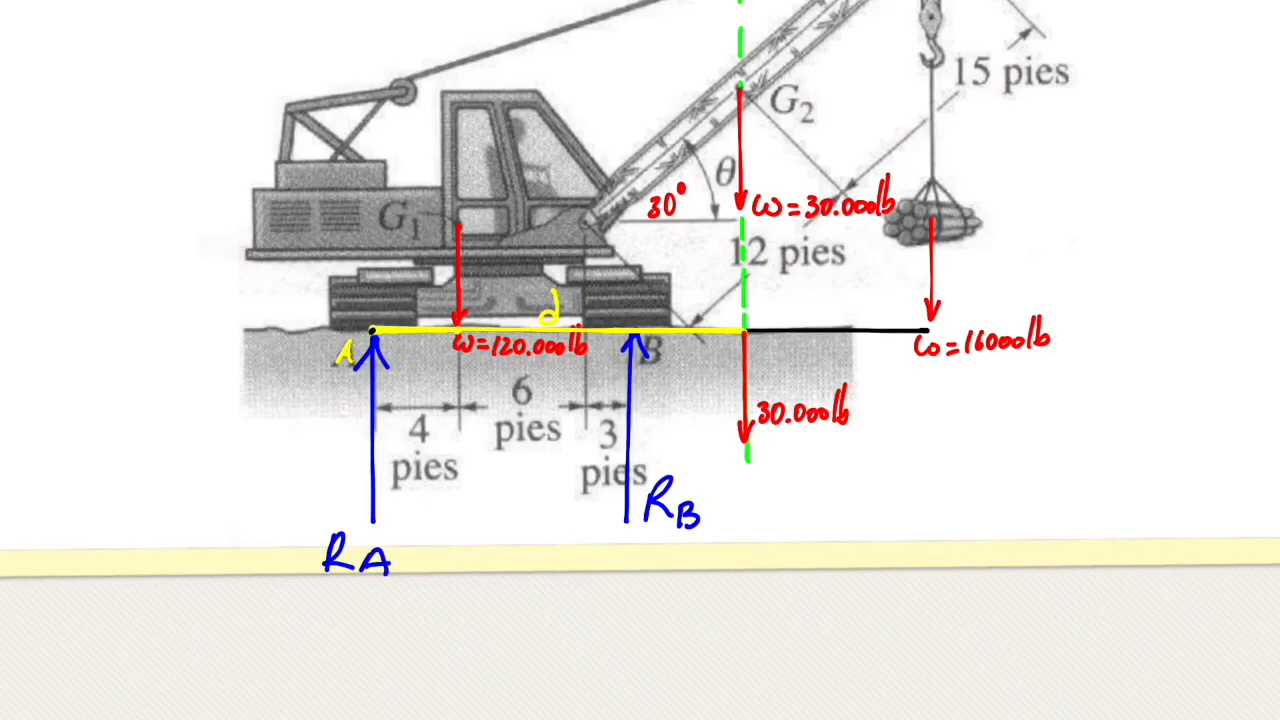 15 pies
G2
θ
30°
ω=30.000lb
G1
12 pies
d
A
ω=120.000lb
B
ω=16000lb
6
pies
30.000lb
4
pies
3
pies
RB
RA